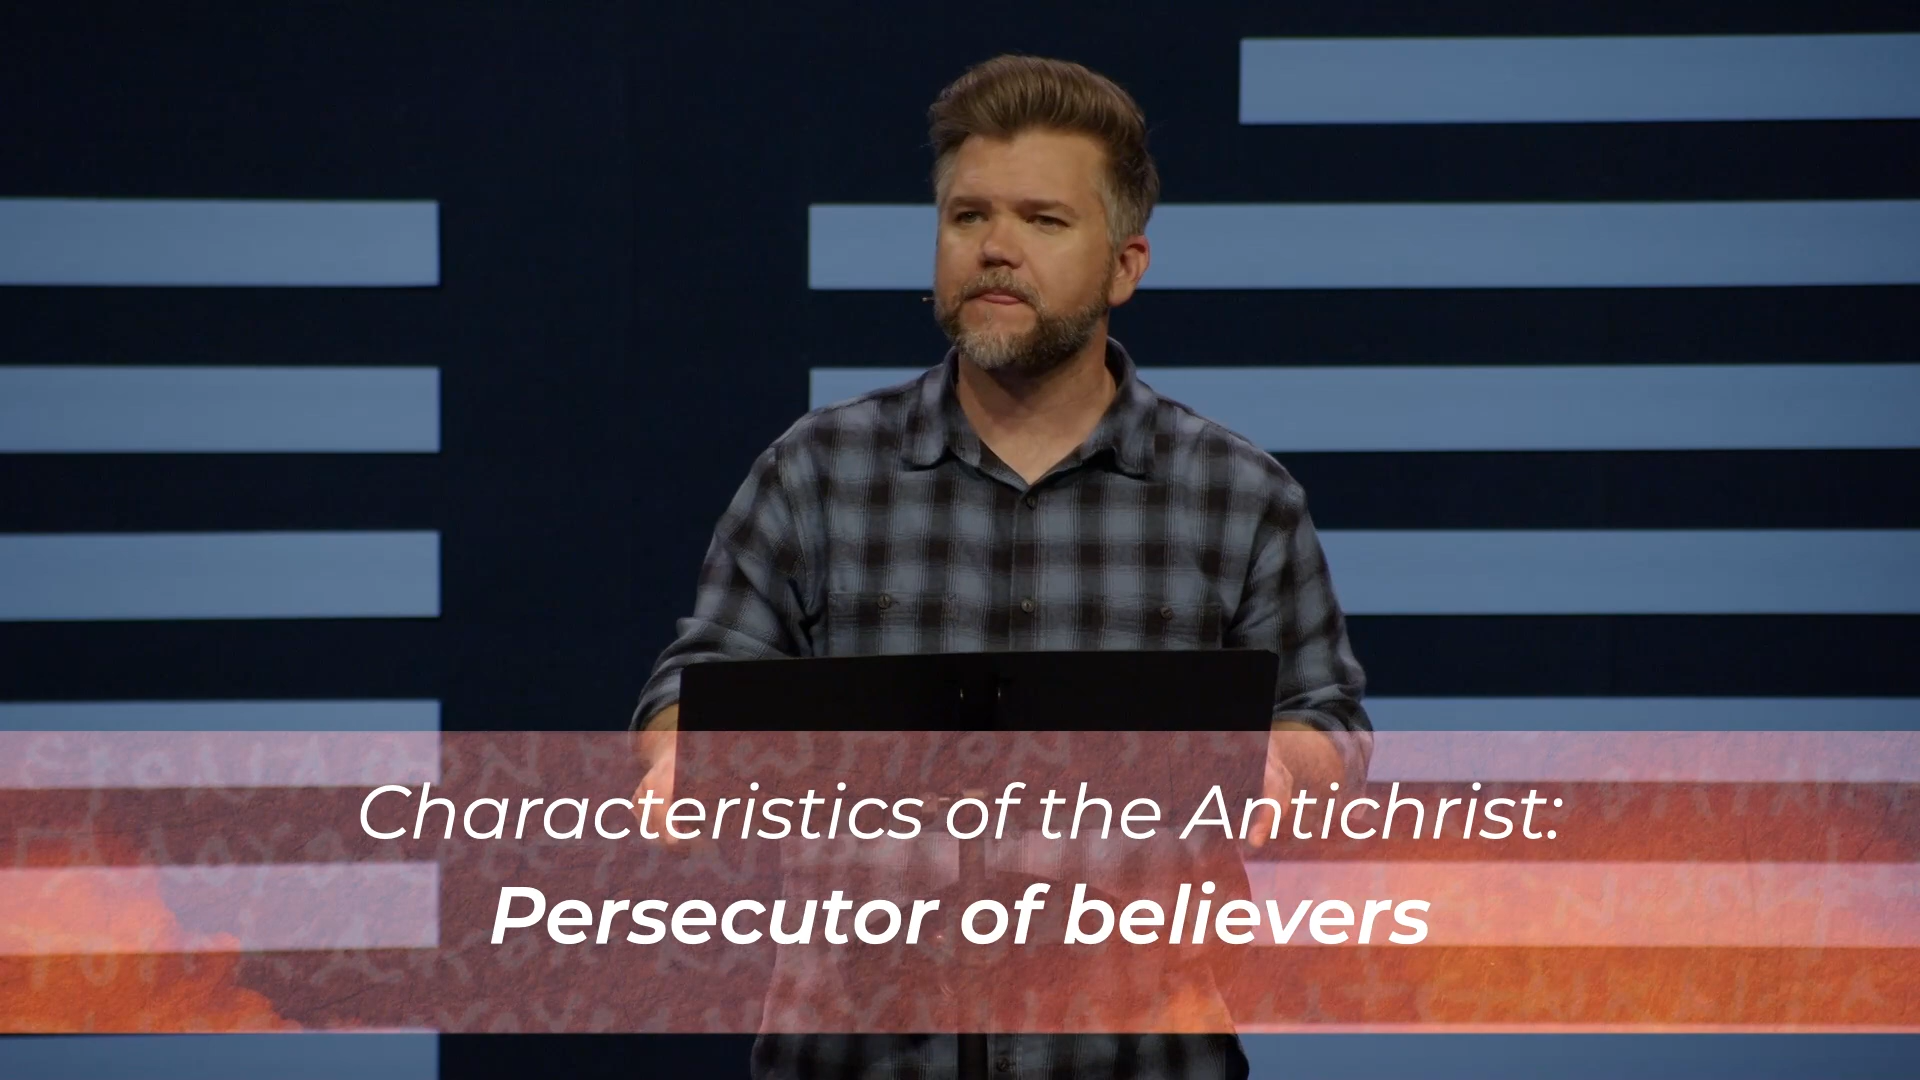 Characteristics of the Antichrist:
Persecutor of believers